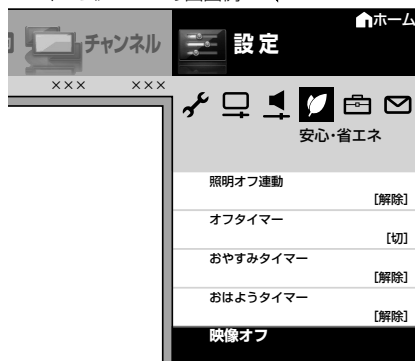 チャンネル
設定
ホーム
××× ×××
安心・省エネ
照明オフ連動
[解除]
オフタイマー
[切]
おやすみタイマー
[解除]
おはようタイマー
[解除]
映像オフ